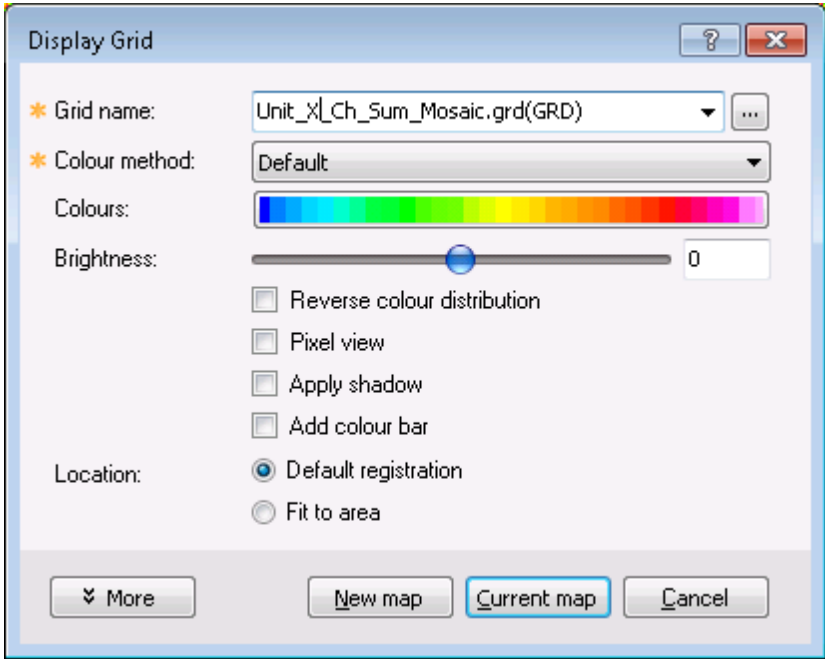 Display Grid
?
* Grid name: Unit_X_Ch_Sum_Mosaic.grd(GRD) ...
* Colour method: Default
Colours:
Brightness: 0
Reverse colour distribution
Pixel view
Apply shadow
Add colour bar
Location: Default registration
Fit to area
More New map Current map Cancel